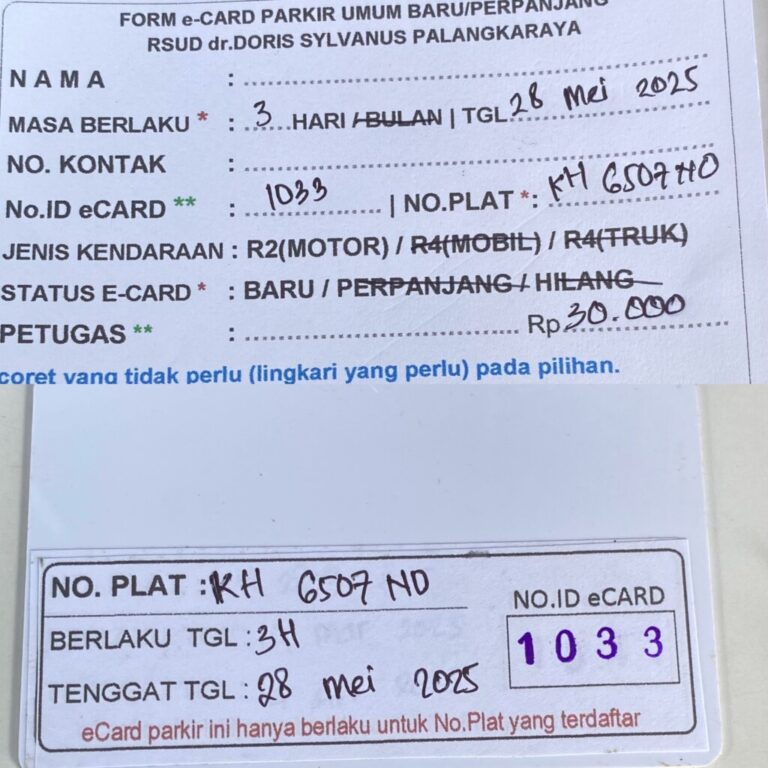 FORM e-CARD PARKIR UMUM BARU/PERPANJANG
RSUD dr.DORIS SYLVANUS PALANGKARAYA
NAMA :
MASA BERLAKU * : 3 HARI /BULAN | TGL 28 Mei 2025
NO. KONTAK :
No.ID eCARD ** : 1033 | NO.PLAT *: KH 6507 HO
JENIS KENDARAAN : R2(MOTOR) / R4(MOBIL) / R4(TRUK)
STATUS E-CARD * : BARU / PERPANJANG / HILANG
PETUGAS ** : Rp 30.000
coret yang tidak perlu (lingkari yang perlu) pada pilihan.
NO. PLAT : KH 6507 HO
NO.ID eCARD
1033
BERLAKU TGL : 3H
TENGGAT TGL : 28 mei 2025
eCard parkir ini hanya berlaku untuk No.Plat yang terdaftar